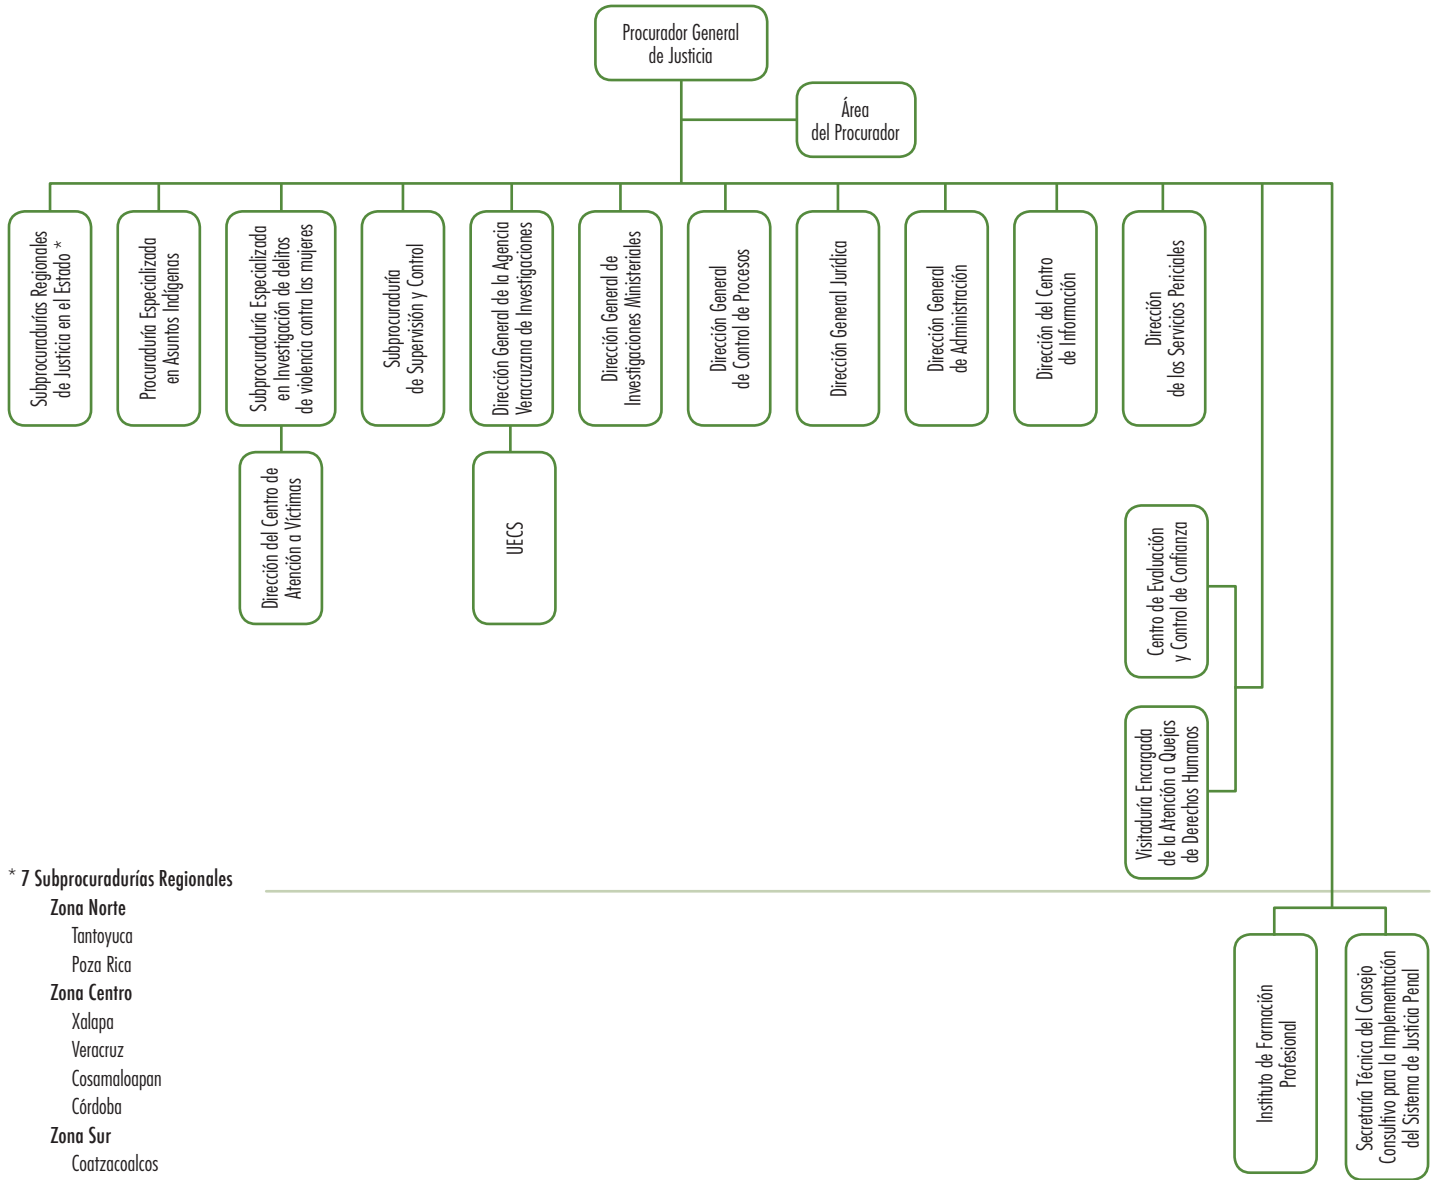 Procurador General
de Justicia
Área
del Procurador
Subprocuradurías Regionales
de Justicia en el Estado *
Procuraduría Especializada
en Asuntos Indígenas
Subprocuraduría Especializada
en Investigación de delitos
de violencia contra las mujeres
Subprocuraduría
de Supervisión y Control
Dirección General de la Agencia
Veracruzana de Investigaciones
Dirección General de
Investigaciones Ministeriales
Dirección General
de Control de Procesos
Dirección General Jurídica
Dirección General
de Administración
Dirección del Centro
de Información
Dirección
de los Servicios Periciales
Dirección del Centro de
Atención a Víctimas
UECS
Centro de Evaluación
y Control de Confianza
Visitaduría Encargada
de la Atención a Quejas
de Derechos Humanos
* 7 Subprocuradurías Regionales
Zona Norte
Tantoyuca
Poza Rica
Zona Centro
Xalapa
Veracruz
Cosamaloapan
Córdoba
Zona Sur
Coatzacoalcos
Instituto de Formación
Profesional
Secretaría Técnica del Consejo
Consultivo para la Implementación
del Sistema de Justicia Penal